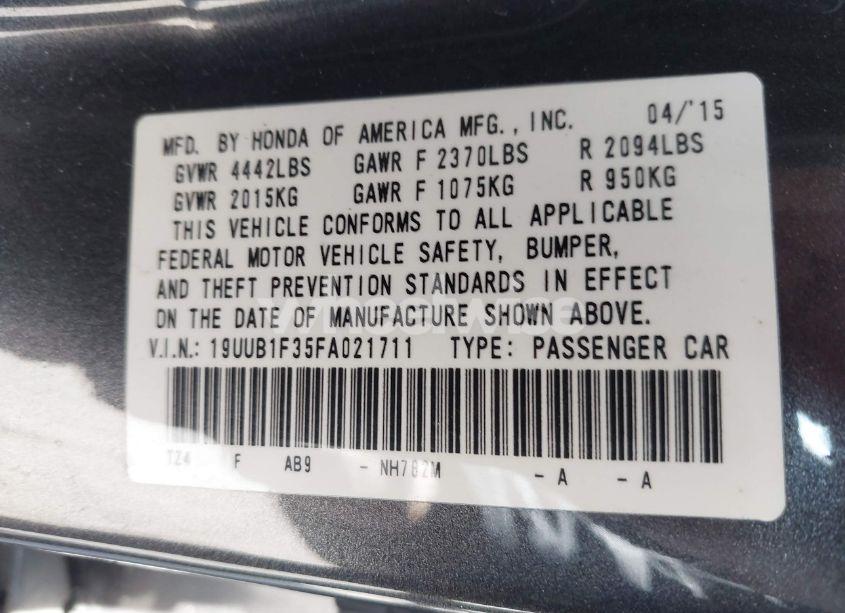 MFD. BY HONDA OF AMERICA MFG., INC. 04/'15
GVWR 4442LBS GAWR F 2370LBS R 2094LBS
GVWR 2015KG GAWR F 1075KG R 950KG
THIS VEHICLE CONFORMS TO ALL APPLICABLE
FEDERAL MOTOR VEHICLE SAFETY, BUMPER,
AND THEFT PREVENTION STANDARDS IN EFFECT
ON THE DATE OF MANUFACTURE SHOWN ABOVE.
V.I.N.: 19UUB1F35FA021711 TYPE: PASSENGER CAR
TZ4 F AB9 - NH782M - A - A